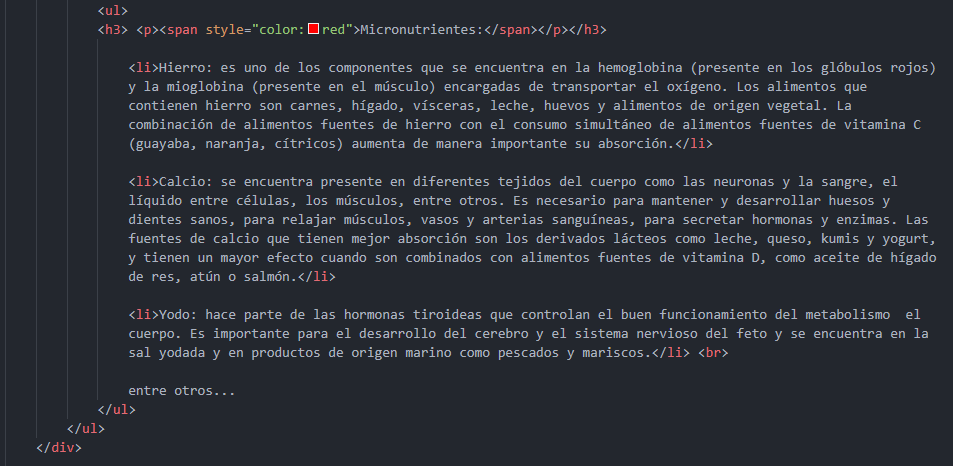 <ul>
<h3> <p><span style="color:red">Micronutrientes:</span></p></h3>
<li>Hierro: es uno de los componentes que se encuentra en la hemoglobina (presente en los glóbulos rojos)
y la mioglobina (presente en el músculo) encargadas de transportar el oxígeno. Los alimentos que
contienen hierro son carnes, hígado, vísceras, leche, huevos y alimentos de origen vegetal. La
combinación de alimentos fuentes de hierro con el consumo simultáneo de alimentos fuentes de vitamina C
(guayaba, naranja, cítricos) aumenta de manera importante su absorción.</li>
<li>Calcio: se encuentra presente en diferentes tejidos del cuerpo como las neuronas y la sangre, el
líquido entre células, los músculos, entre otros. Es necesario para mantener y desarrollar huesos y
dientes sanos, para relajar músculos, vasos y arterias sanguíneas, para secretar hormonas y enzimas. Las
fuentes de calcio que tienen mejor absorción son los derivados lácteos como leche, queso, kumis y yogurt,
y tienen un mayor efecto cuando son combinados con alimentos fuentes de vitamina D, como aceite de hígado
de res, atún o salmón.</li>
<li>Yodo: hace parte de las hormonas tiroideas que controlan el buen funcionamiento del metabolismo  el
cuerpo. Es importante para el desarrollo del cerebro y el sistema nervioso del feto y se encuentra en la
sal yodada y en productos de origen marino como pescados y mariscos.</li> <br>
entre otros...
</ul>
</ul>
</div>